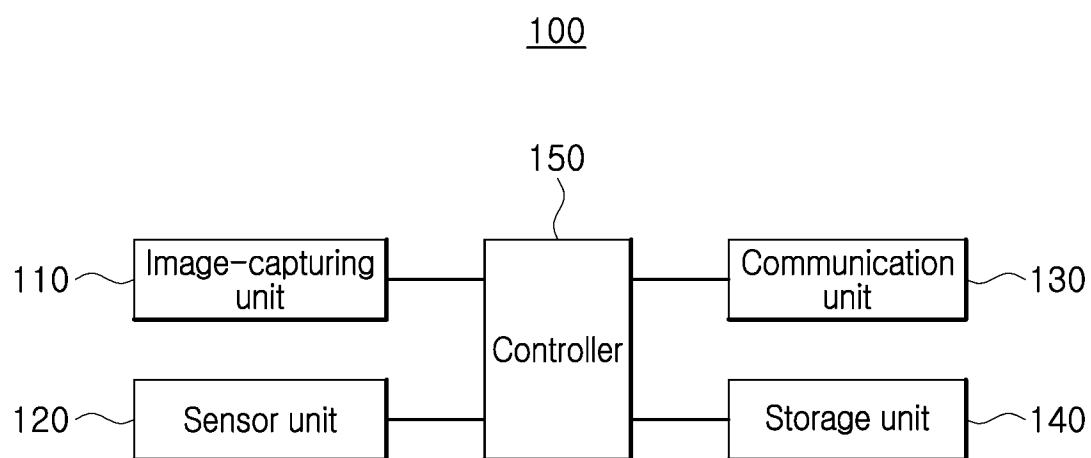 100
150
110
Image-capturing
unit
Communication
unit
130
Controller
120
Sensor unit
Storage unit
140